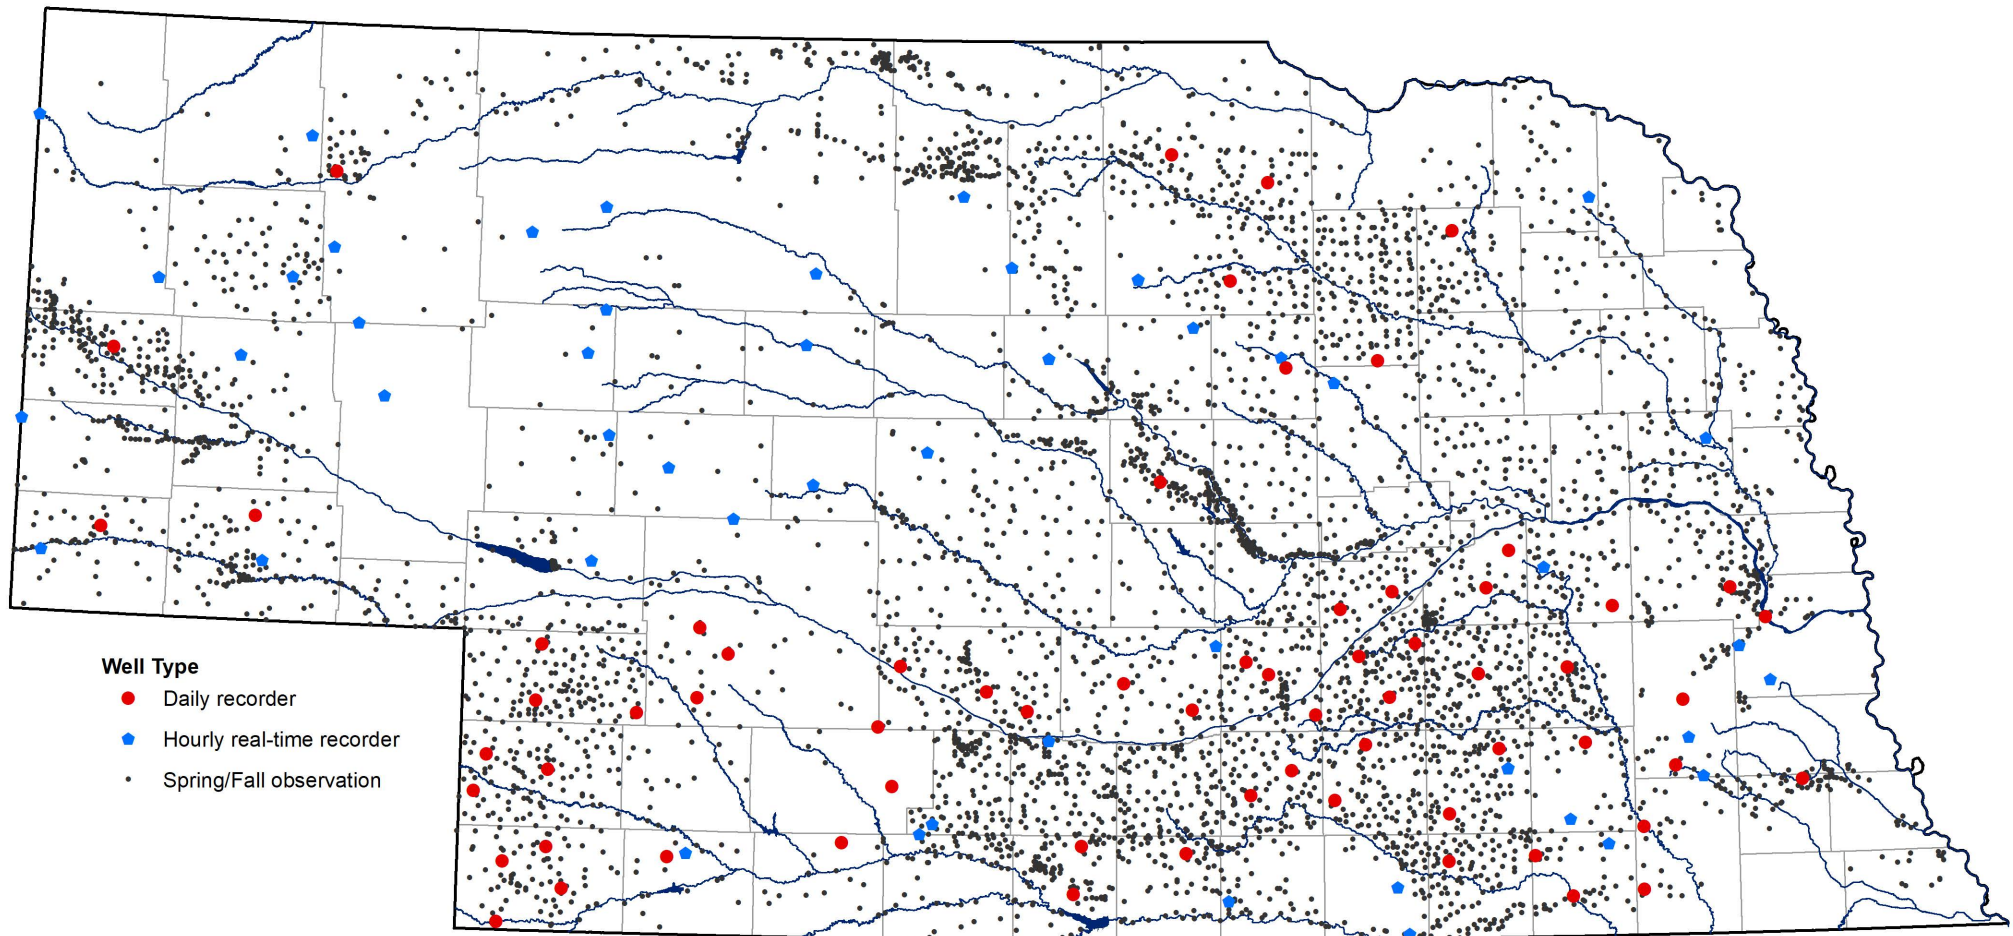 Well Type
Daily recorder
Hourly real-time recorder
Spring/Fall observation